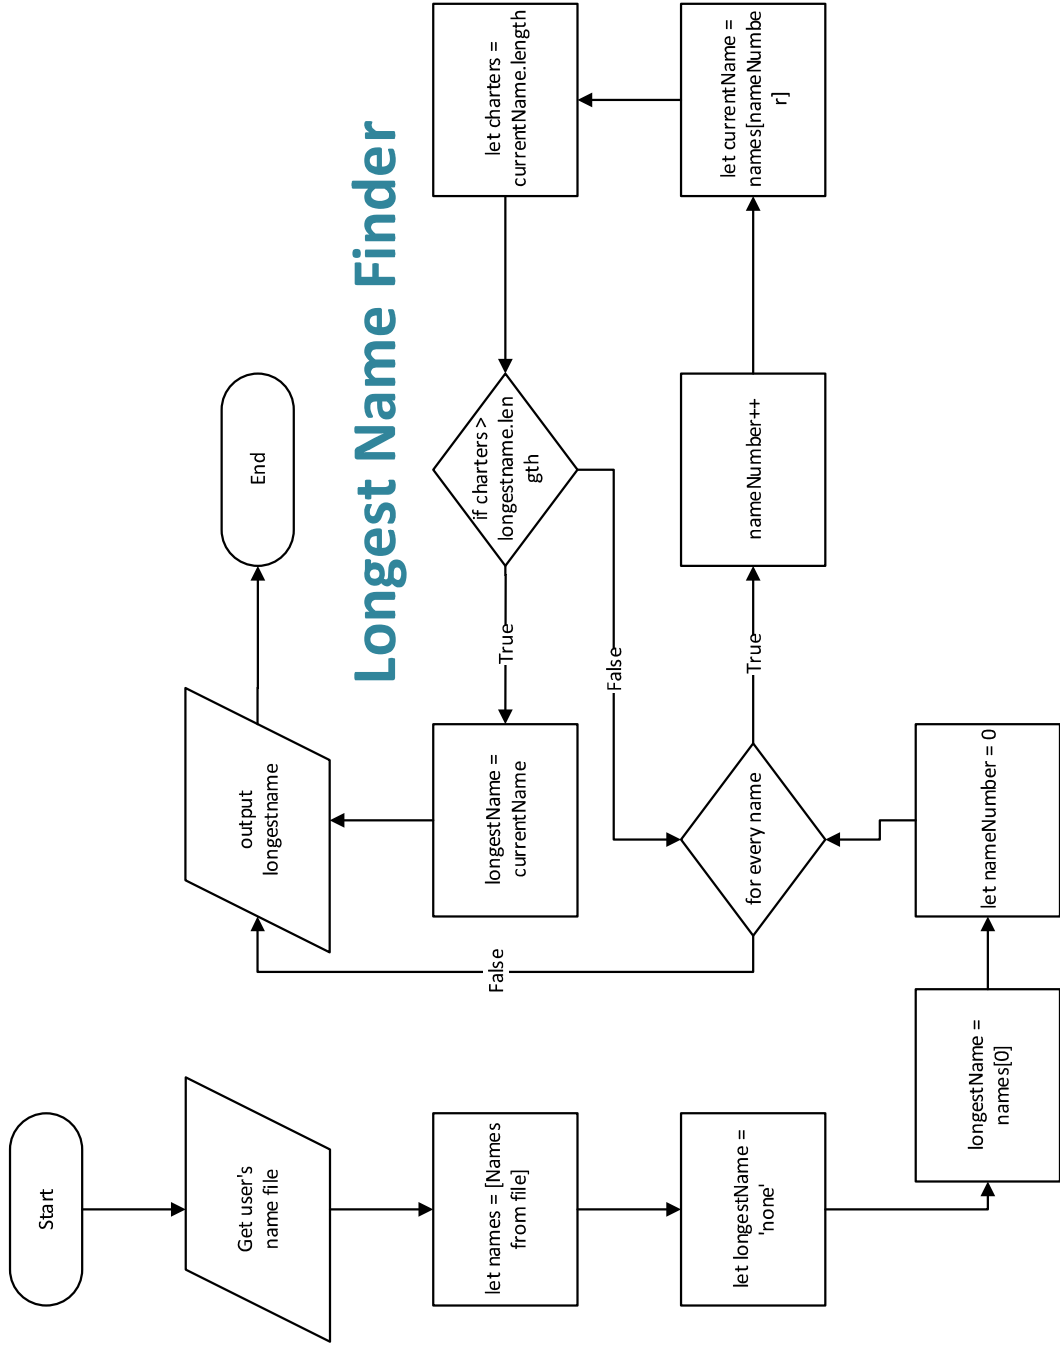 Longest Name Finder
Start
Get user's
name file
let names = [Names
from file]
let longestName =
'none'
longestName =
names[0]
let nameNumber = 0
for every name
True
False
nameNumber++
let currentName =
names[nameNumbe
r]
let charters =
currentName.length
if charters >
longestname.len
gth
True
False
longestName =
currentName
output
longestname
End